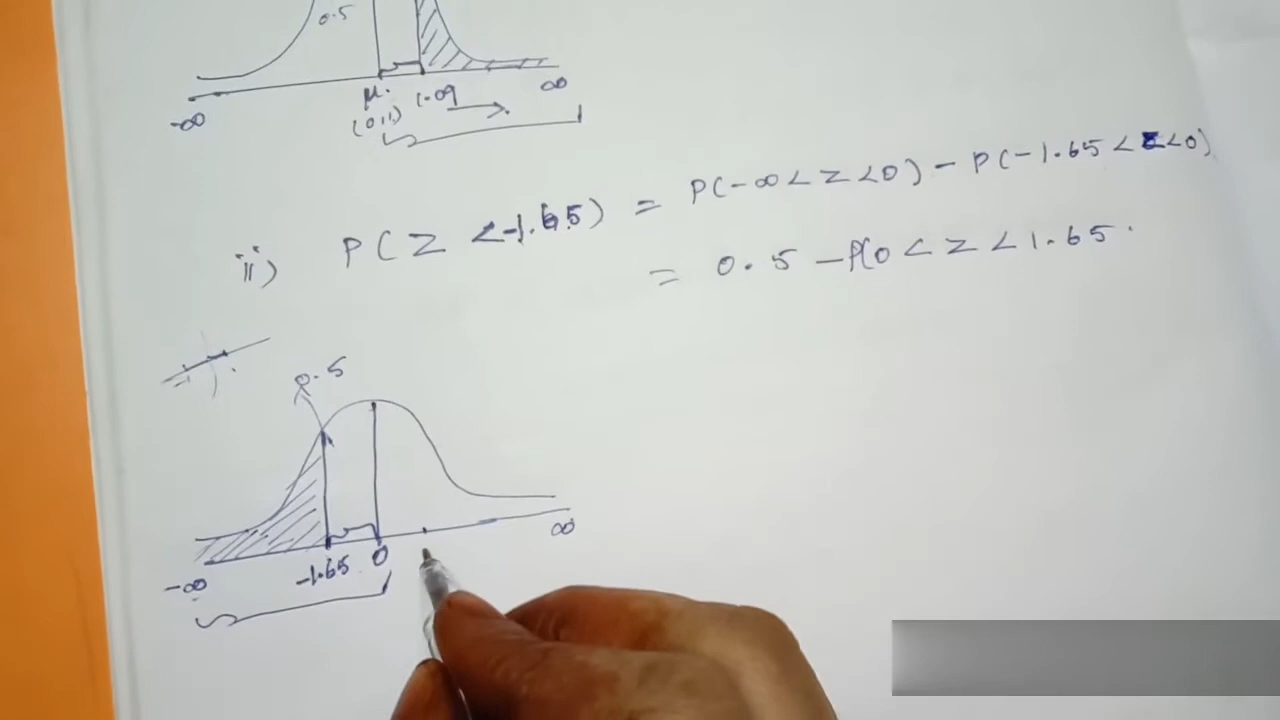 0.5
-∞ μ. 1.09 ∞
(0,1)
ii) P(Z < -1.65) = P(-∞ < Z < 0) - P(-1.65 < Z < 0)
= 0.5 - P(0 < Z < 1.65.
0.5
-∞ -1.65 0 ∞